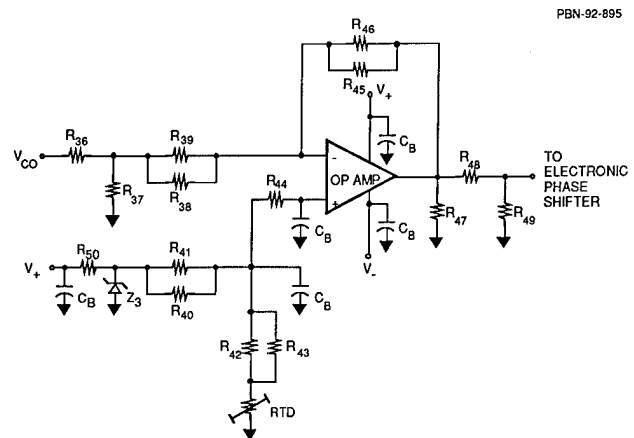 PBN-92-895
R46
R45
V+
R36
R39
VCO
CB
R37
R38
-
OP AMP
+
R48
TO
ELECTRONIC
PHASE
SHIFTER
R44
CB
CB
R47
R49
V-
V+
R50
R41
CB
Z3
R40
CB
R42
R43
RTD